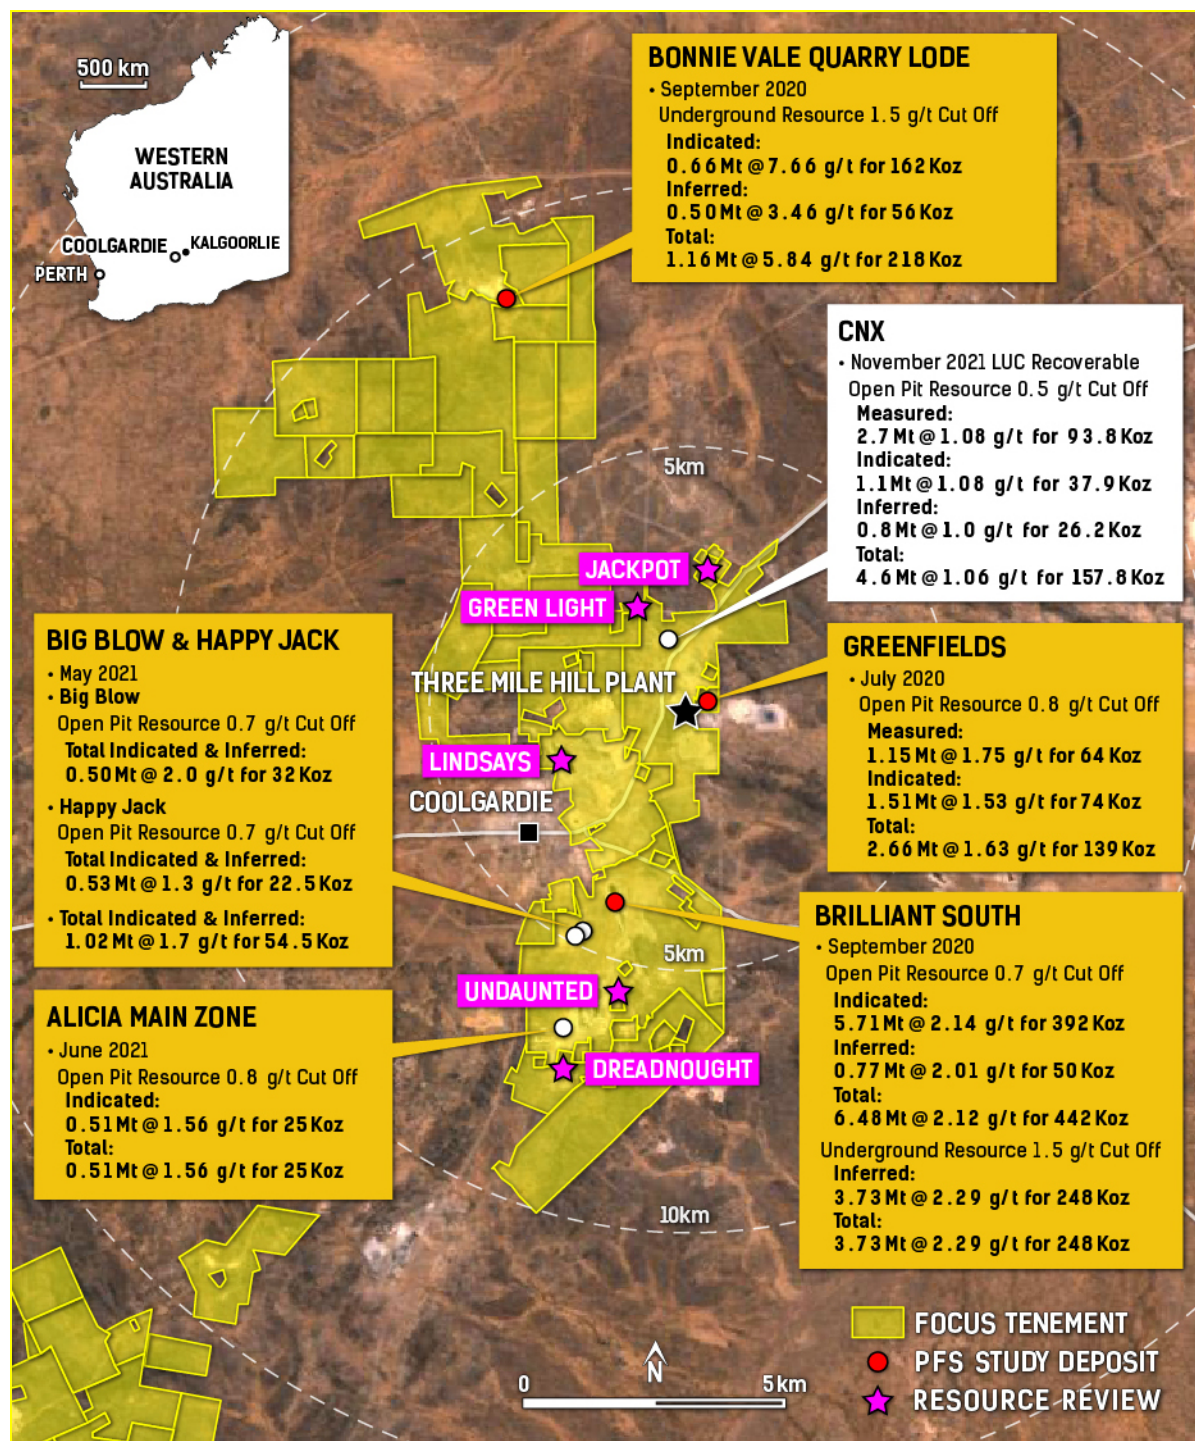 500 km
WESTERN
AUSTRALIA
COOLGARDIE
KALGOORLIE
PERTH
BONNIE VALE QUARRY LODE
• September 2020
Underground Resource 1.5 g/t Cut Off
Indicated:
0.66Mt@7.66 g/t for 162Koz
Inferred:
0.50Mt@3.46 g/t for 56Koz
Total:
1.16Mt@5.84 g/t for 218Koz
CNX
• November 2021 LUC Recoverable
Open Pit Resource 0.5 g/t Cut Off
Measured:
2.7Mt@1.08 g/t for 93.8Koz
Indicated:
1.1Mt@1.08 g/t for 37.9Koz
Inferred:
0.8Mt@1.0 g/t for 26.2Koz
Total:
4.6Mt@1.06 g/t for 157.8Koz
5km
JACKPOT
GREEN LIGHT
THREE MILE HILL PLANT
LINDSAYS
COOLGARDIE
BIG BLOW & HAPPY JACK
• May 2021
• Big Blow
Open Pit Resource 0.7 g/t Cut Off
Total Indicated & Inferred:
0.50Mt@2.0 g/t for 32Koz
• Happy Jack
Open Pit Resource 0.7 g/t Cut Off
Total Indicated & Inferred:
0.53Mt@1.3 g/t for 22.5Koz
• Total Indicated & Inferred:
1.02Mt@1.7 g/t for 54.5Koz
GREENFIELDS
• July 2020
Open Pit Resource 0.8 g/t Cut Off
Measured:
1.15Mt@1.75 g/t for 64Koz
Indicated:
1.51Mt@1.53 g/t for 74Koz
Total:
2.66Mt@1.63 g/t for 139Koz
BRILLIANT SOUTH
• September 2020
Open Pit Resource 0.7 g/t Cut Off
Indicated:
5.71Mt@2.14 g/t for 392Koz
Inferred:
0.77Mt@2.01 g/t for 50Koz
Total:
6.48Mt@2.12 g/t for 442Koz
Underground Resource 1.5 g/t Cut Off
Inferred:
3.73Mt@2.29 g/t for 248Koz
Total:
3.73Mt@2.29 g/t for 248Koz
5km
UNDAUNTED
DREADNOUGHT
ALICIA MAIN ZONE
• June 2021
Open Pit Resource 0.8 g/t Cut Off
Indicated:
0.51Mt@1.56 g/t for 25Koz
Total:
0.51Mt@1.56 g/t for 25Koz
10km
FOCUS TENEMENT
PFS STUDY DEPOSIT
RESOURCE REVIEW
N
0 5km